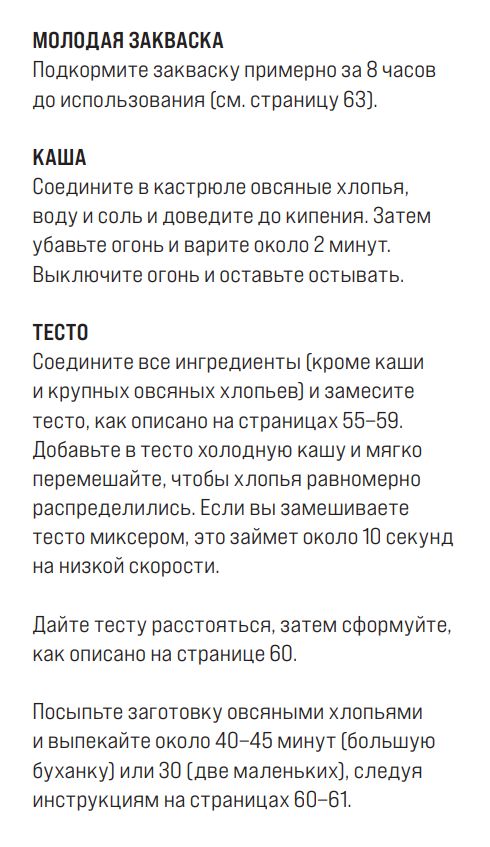 МОЛОДАЯ ЗАКВАСКА
Подкормите закваску примерно за 8 часов
до использования (см. страницу 63).
КАША
Соедините в кастрюле овсяные хлопья,
воду и соль и доведите до кипения. Затем
убавьте огонь и варите около 2 минут.
Выключите огонь и оставьте остывать.
ТЕСТО
Соедините все ингредиенты (кроме каши
и крупных овсяных хлопьев) и замесите
тесто, как описано на страницах 55–59.
Добавьте в тесто холодную кашу и мягко
перемешайте, чтобы хлопья равномерно
распределились. Если вы замешиваете
тесто миксером, это займет около 10 секунд
на низкой скорости.
Дайте тесту расстояться, затем сформуйте,
как описано на странице 60.
Посыпьте заготовку овсяными хлопьями
и выпекайте около 40–45 минут (большую
буханку) или 30 (две маленьких), следуя
инструкциям на страницах 60–61.